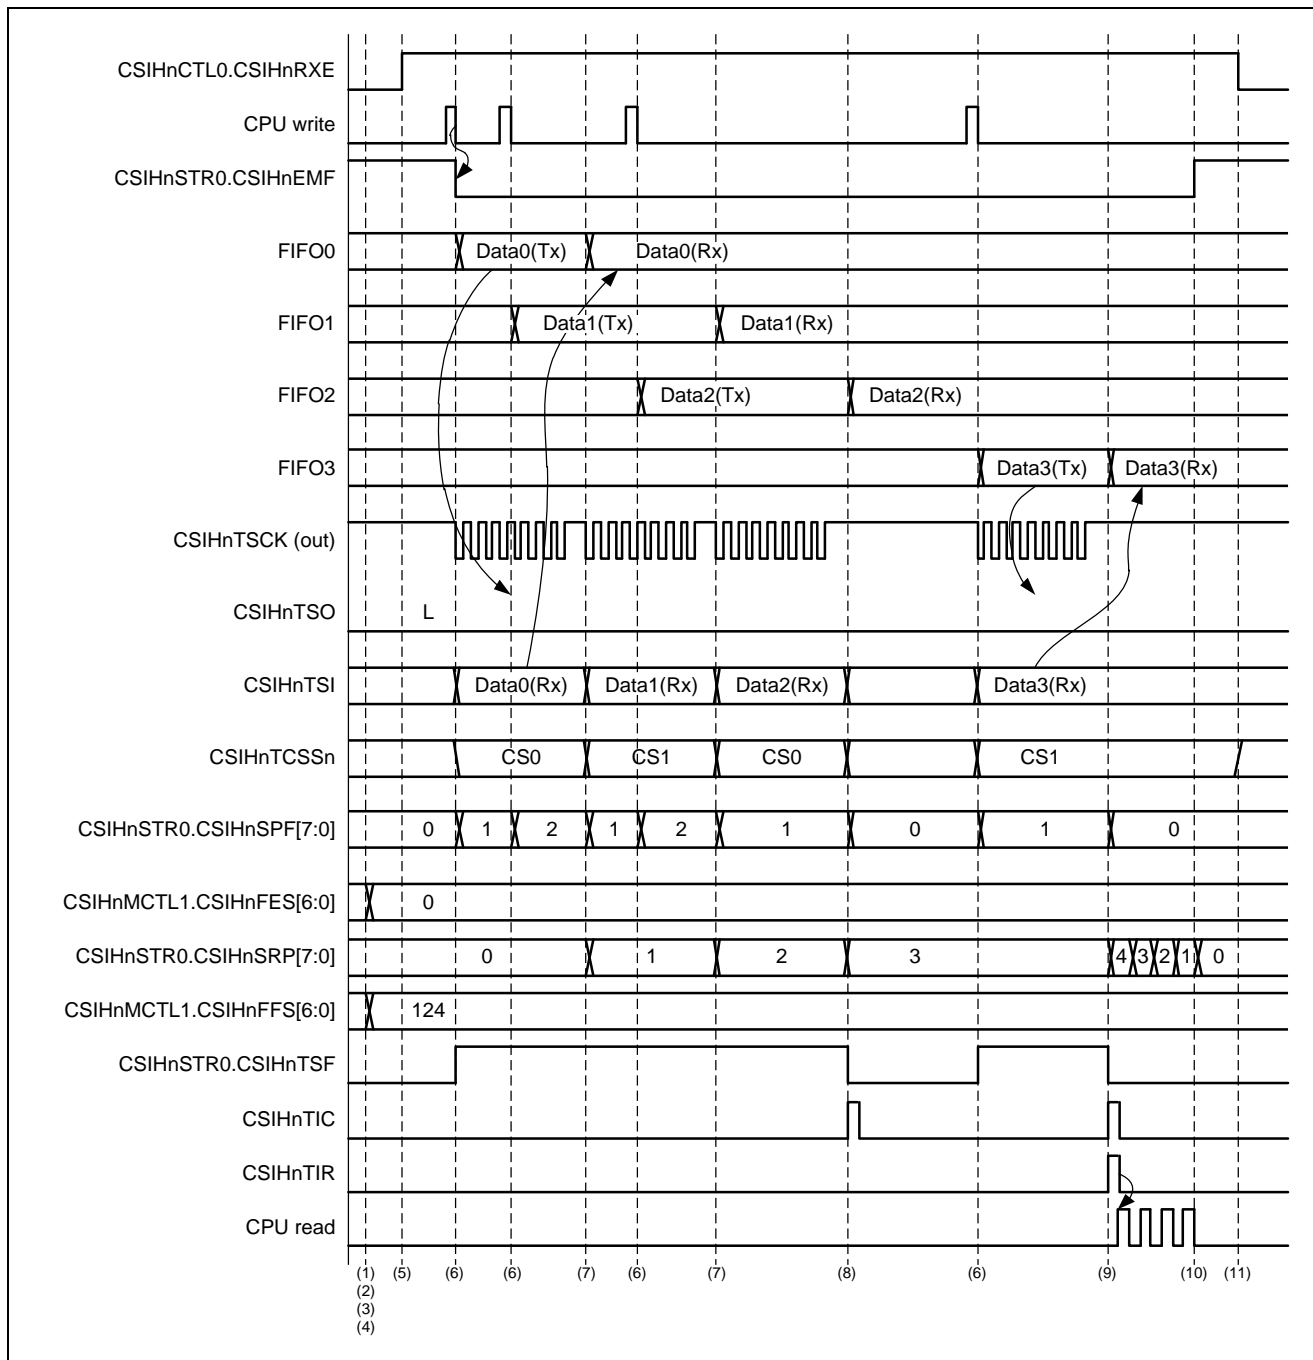 CSIHnCTL0.CSIHnRXE
CPU write
CSIHnSTR0.CSIHnEMF
FIFO0 Data0(Tx) Data0(Rx)
FIFO1 Data1(Tx) Data1(Rx)
FIFO2 Data2(Tx) Data2(Rx)
FIFO3 Data3(Tx) Data3(Rx)
CSIHnTSCK (out)
CSIHnTSO L
CSIHnTSI Data0(Rx) Data1(Rx) Data2(Rx) Data3(Rx)
CSIHnTCSSn CS0 CS1 CS0 CS1
CSIHnSTR0.CSIHnSPF[7:0] 0 1 2 1 2 1 0 1 0
CSIHnMCTL1.CSIHnFES[6:0] 0
CSIHnSTR0.CSIHnSRP[7:0] 0 1 2 3 4 3 2 1 0
CSIHnMCTL1.CSIHnFFS[6:0] 124
CSIHnSTR0.CSIHnTSF
CSIHnTIC
CSIHnTIR
CPU read
(1) (5) (6) (6) (7) (6) (7) (8) (6) (9) (10) (11)
(2)
(3)
(4)